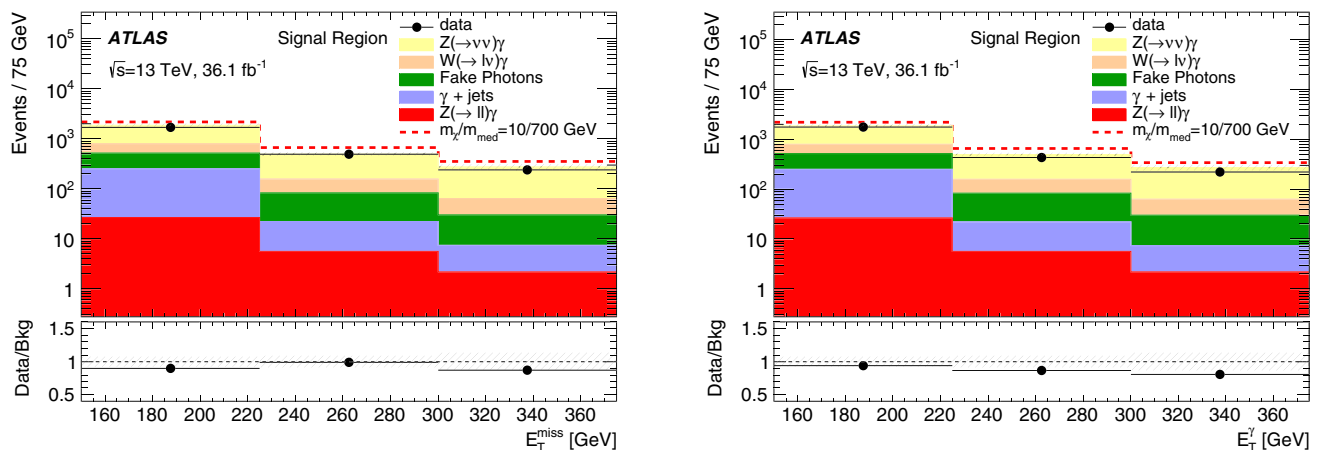 Events / 75 GeV
10⁵
10⁴
10³
10²
10
1
ATLAS Signal Region
√s=13 TeV, 36.1 fb⁻¹
data
Z(→νν)γ
W(→ lν)γ
Fake Photons
γ + jets
Z(→ ll)γ
mχ/mmed=10/700 GeV
Data/Bkg
1.5
1
0.5
160 180 200 220 240 260 280 300 320 340 360
E_T^miss [GeV]
Events / 75 GeV
10⁵
10⁴
10³
10²
10
1
ATLAS Signal Region
√s=13 TeV, 36.1 fb⁻¹
data
Z(→νν)γ
W(→ lν)γ
Fake Photons
γ + jets
Z(→ ll)γ
mχ/mmed=10/700 GeV
Data/Bkg
1.5
1
0.5
160 180 200 220 240 260 280 300 320 340 360
E_T^γ [GeV]